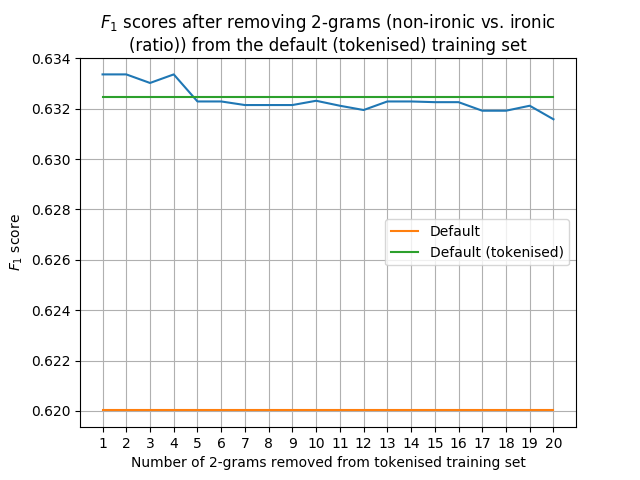 F₁ scores after removing 2-grams (non-ironic vs. ironic
(ratio)) from the default (tokenised) training set
0.634
0.632
0.630
0.628
0.626
0.624
0.622
0.620
F₁ score
Default
Default (tokenised)
1 2 3 4 5 6 7 8 9 10 11 12 13 14 15 16 17 18 19 20
Number of 2-grams removed from tokenised training set